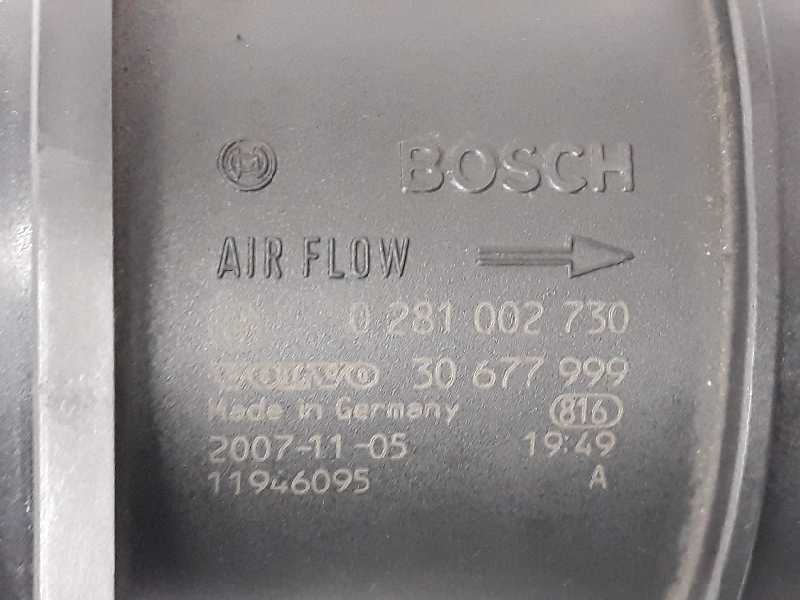 BOSCH
AIR FLOW
0 281 002 730
VOLVO 30 677 999
Made in Germany 816
2007-11-05 19:49
11946095 A